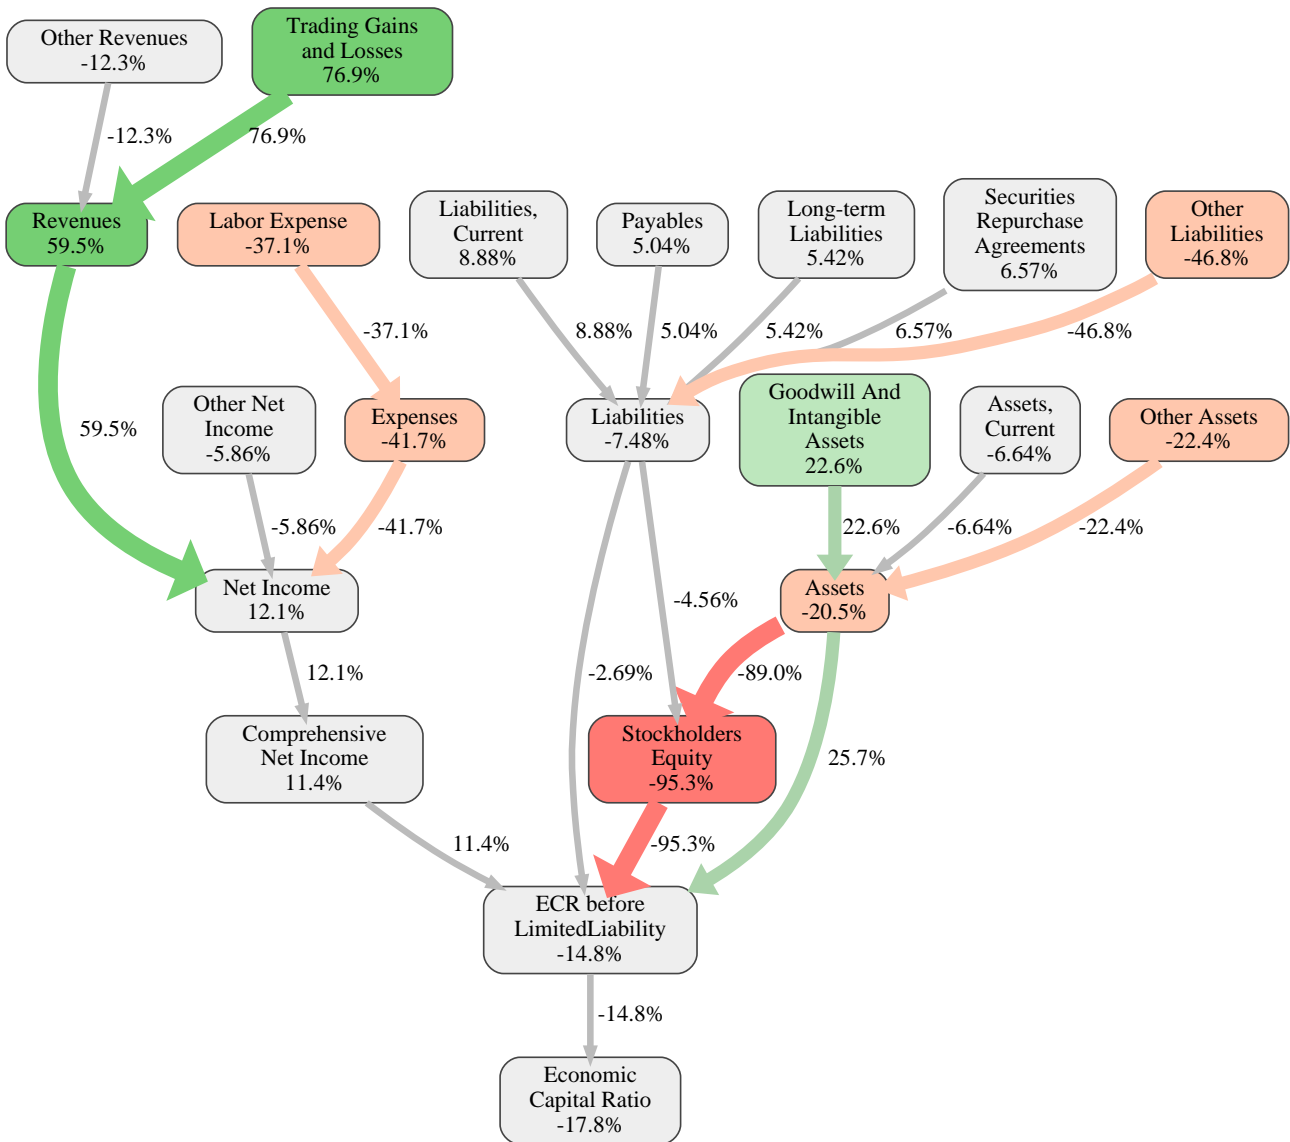 Other Revenues
-12.3%
Trading Gains
and Losses
76.9%
-12.3%
76.9%
Revenues
59.5%
Labor Expense
-37.1%
Liabilities,
Current
8.88%
Payables
5.04%
Long-term
Liabilities
5.42%
Securities
Repurchase
Agreements
6.57%
Other
Liabilities
-46.8%
-37.1%
8.88%
5.04%
5.42%
6.57%
-46.8%
59.5%
Other Net
Income
-5.86%
Expenses
-41.7%
Liabilities
-7.48%
Goodwill And
Intangible
Assets
22.6%
Assets,
Current
-6.64%
Other Assets
-22.4%
-5.86%
-41.7%
22.6%
-6.64%
-22.4%
Net Income
12.1%
-4.56%
Assets
-20.5%
12.1%
-2.69%
-89.0%
Comprehensive
Net Income
11.4%
Stockholders
Equity
-95.3%
25.7%
11.4%
-95.3%
ECR before
LimitedLiability
-14.8%
-14.8%
Economic
Capital Ratio
-17.8%